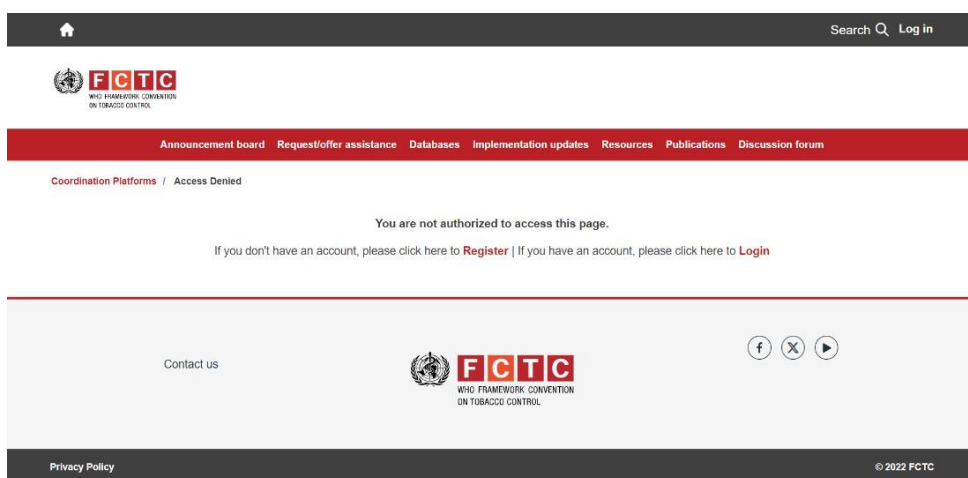 Search Log in
FCTC
WHO FRAMEWORK CONVENTION
ON TOBACCO CONTROL
Announcement board Request/offer assistance Databases Implementation updates Resources Publications Discussion forum
Coordination Platforms / Access Denied
You are not authorized to access this page.
If you don't have an account, please click here to Register | If you have an account, please click here to Login
Contact us
FCTC
WHO FRAMEWORK CONVENTION
ON TOBACCO CONTROL
Privacy Policy © 2022 FCTC